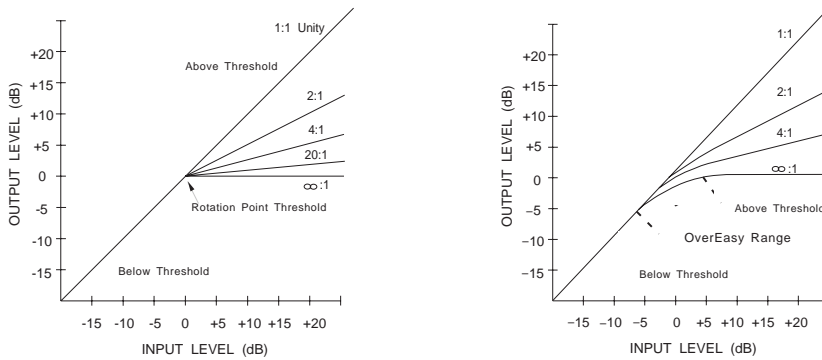 1:1 Unity
+20
Above Threshold
+15
2:1
+10
4:1
+5
20:1
0
∞:1
Rotation Point Threshold
-5
-10
Below Threshold
-15
OUTPUT LEVEL (dB)
-15 -10 -5 0 +5 +10 +15 +20
INPUT LEVEL (dB)
1:1
+20
+15
2:1
+10
4:1
+5
∞:1
0
Above Threshold
-5
OverEasy Range
−10
Below Threshold
−15
OUTPUT LEVEL (dB)
−15 −10 −5 0 +5 +10 +15 +20
INPUT LEVEL (dB)